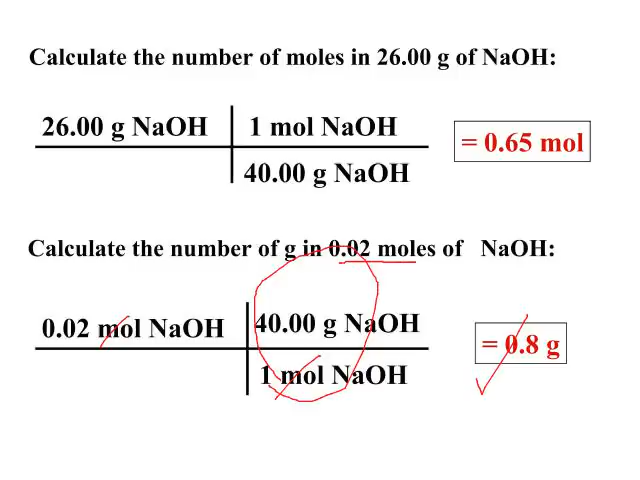 Calculate the number of moles in 26.00 g of NaOH:
26.00 g NaOH 1 mol NaOH
= 0.65 mol
40.00 g NaOH
Calculate the number of g in 0.02 moles of NaOH:
0.02 mol NaOH 40.00 g NaOH
= 0.8 g
1 mol NaOH